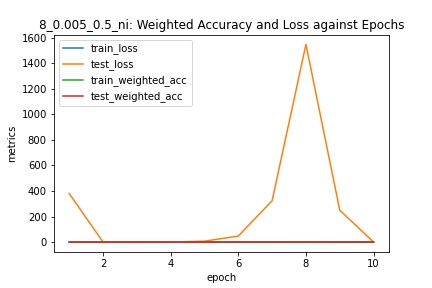 8_0.005_0.5_ni: Weighted Accuracy and Loss against Epochs
train_loss
test_loss
train_weighted_acc
test_weighted_acc
1600
1400
1200
1000
800
600
400
200
0
metrics
2 4 6 8 10
epoch